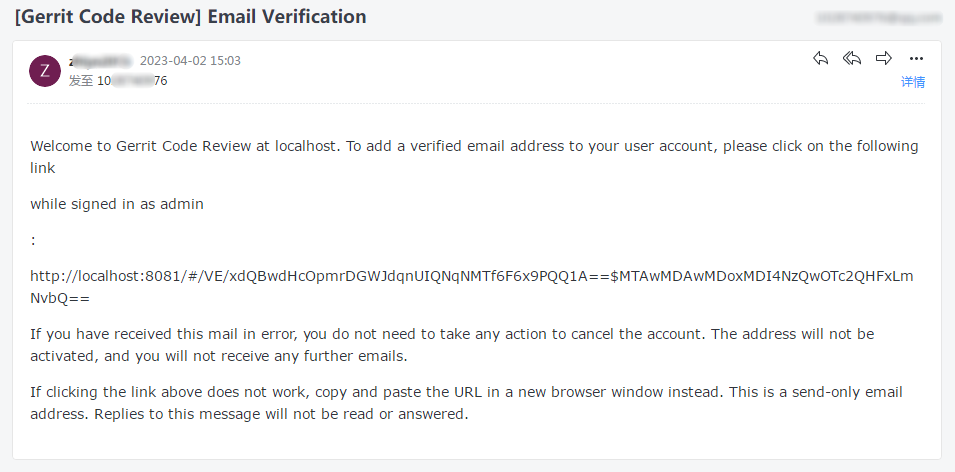 [Gerrit Code Review] Email Verification
Z
2023-04-02 15:03
发至
详情
Welcome to Gerrit Code Review at localhost. To add a verified email address to your user account, please click on the following
link
while signed in as admin
:
http://localhost:8081/#/VE/xdQBwdHcOpmrDGWJdqnUIQNqNMTf6F6x9PQQ1A==$MTAwMDAwMDoxMDI4NzQwOTc2QHFxLm
NvbQ==
If you have received this mail in error, you do not need to take any action to cancel the account. The address will not be
activated, and you will not receive any further emails.
If clicking the link above does not work, copy and paste the URL in a new browser window instead. This is a send-only email
address. Replies to this message will not be read or answered.